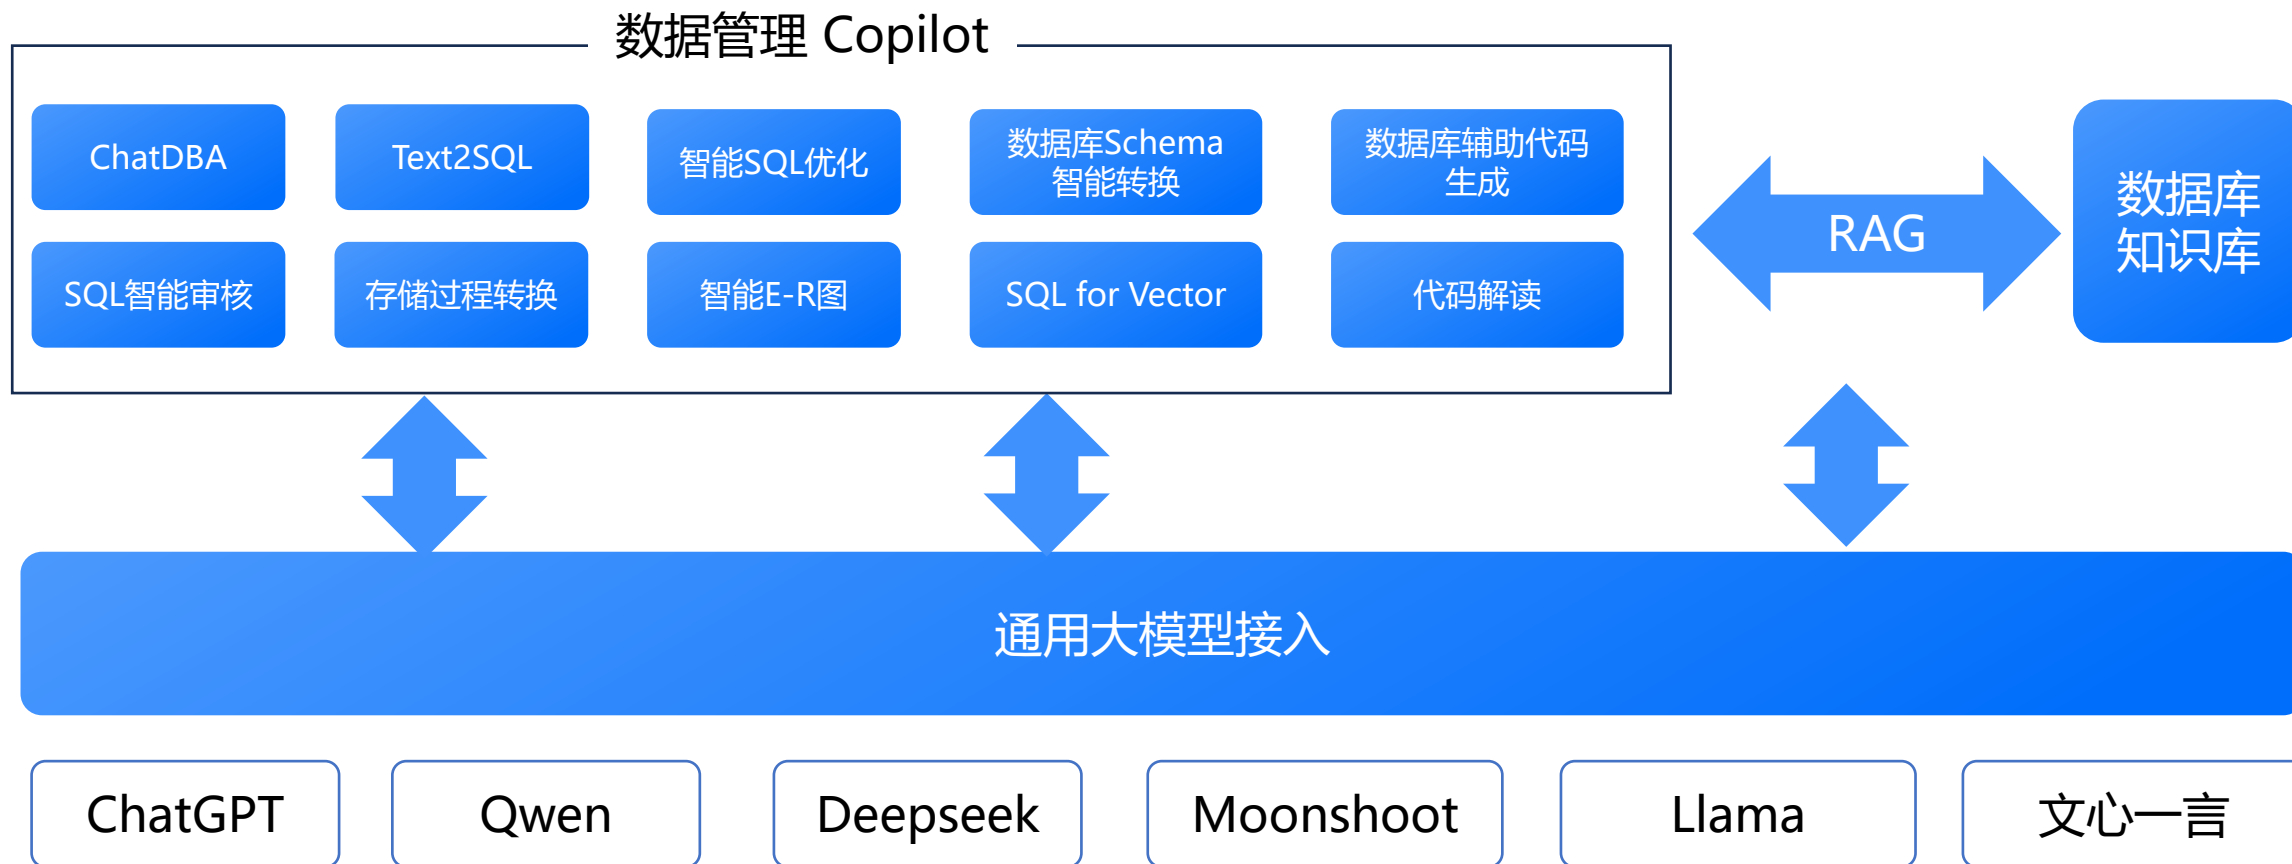 数据管理 Copilot
ChatDBA
Text2SQL
智能SQL优化
数据库Schema
智能转换
数据库辅助代码
生成
SQL智能审核
存储过程转换
智能E-R图
SQL for Vector
代码解读
RAG
数据库
知识库
通用大模型接入
ChatGPT
Qwen
Deepseek
Moonshoot
Llama
文心一言